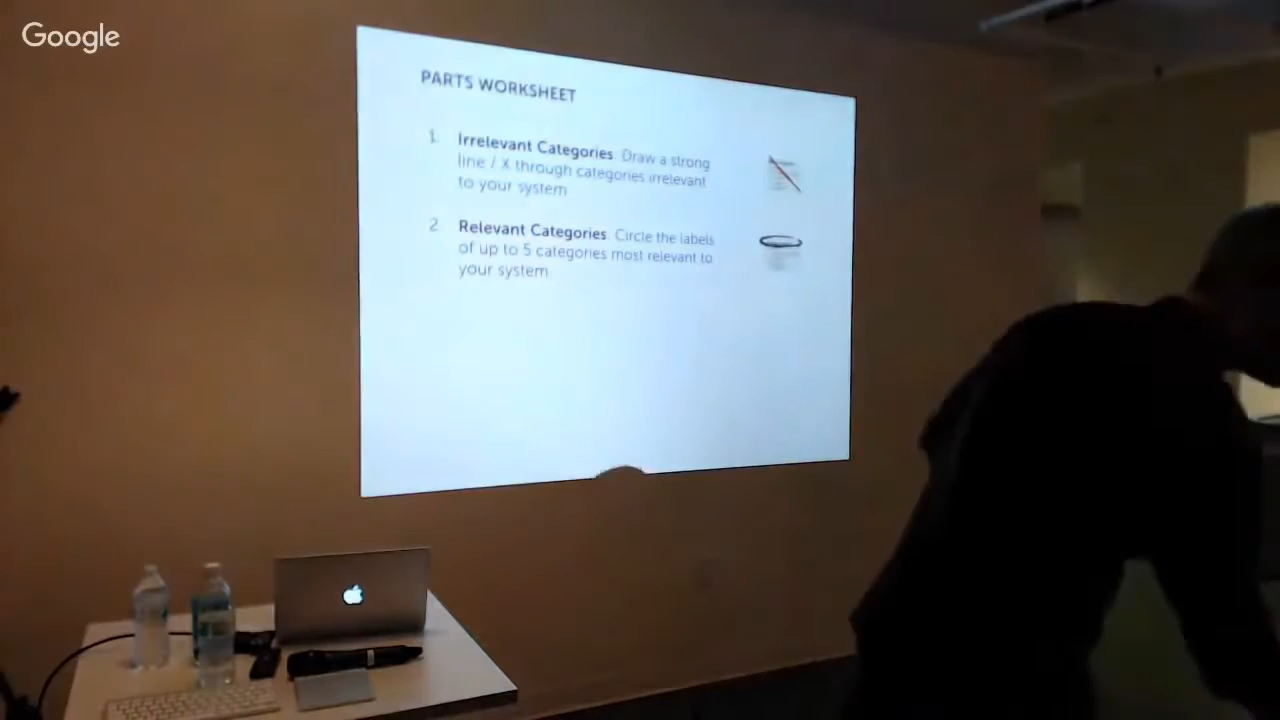 Google
PARTS WORKSHEET
1. Irrelevant Categories. Draw a strong
line / X through categories irrelevant
to your system
2. Relevant Categories. Circle the labels
of up to 5 categories most relevant to
your system